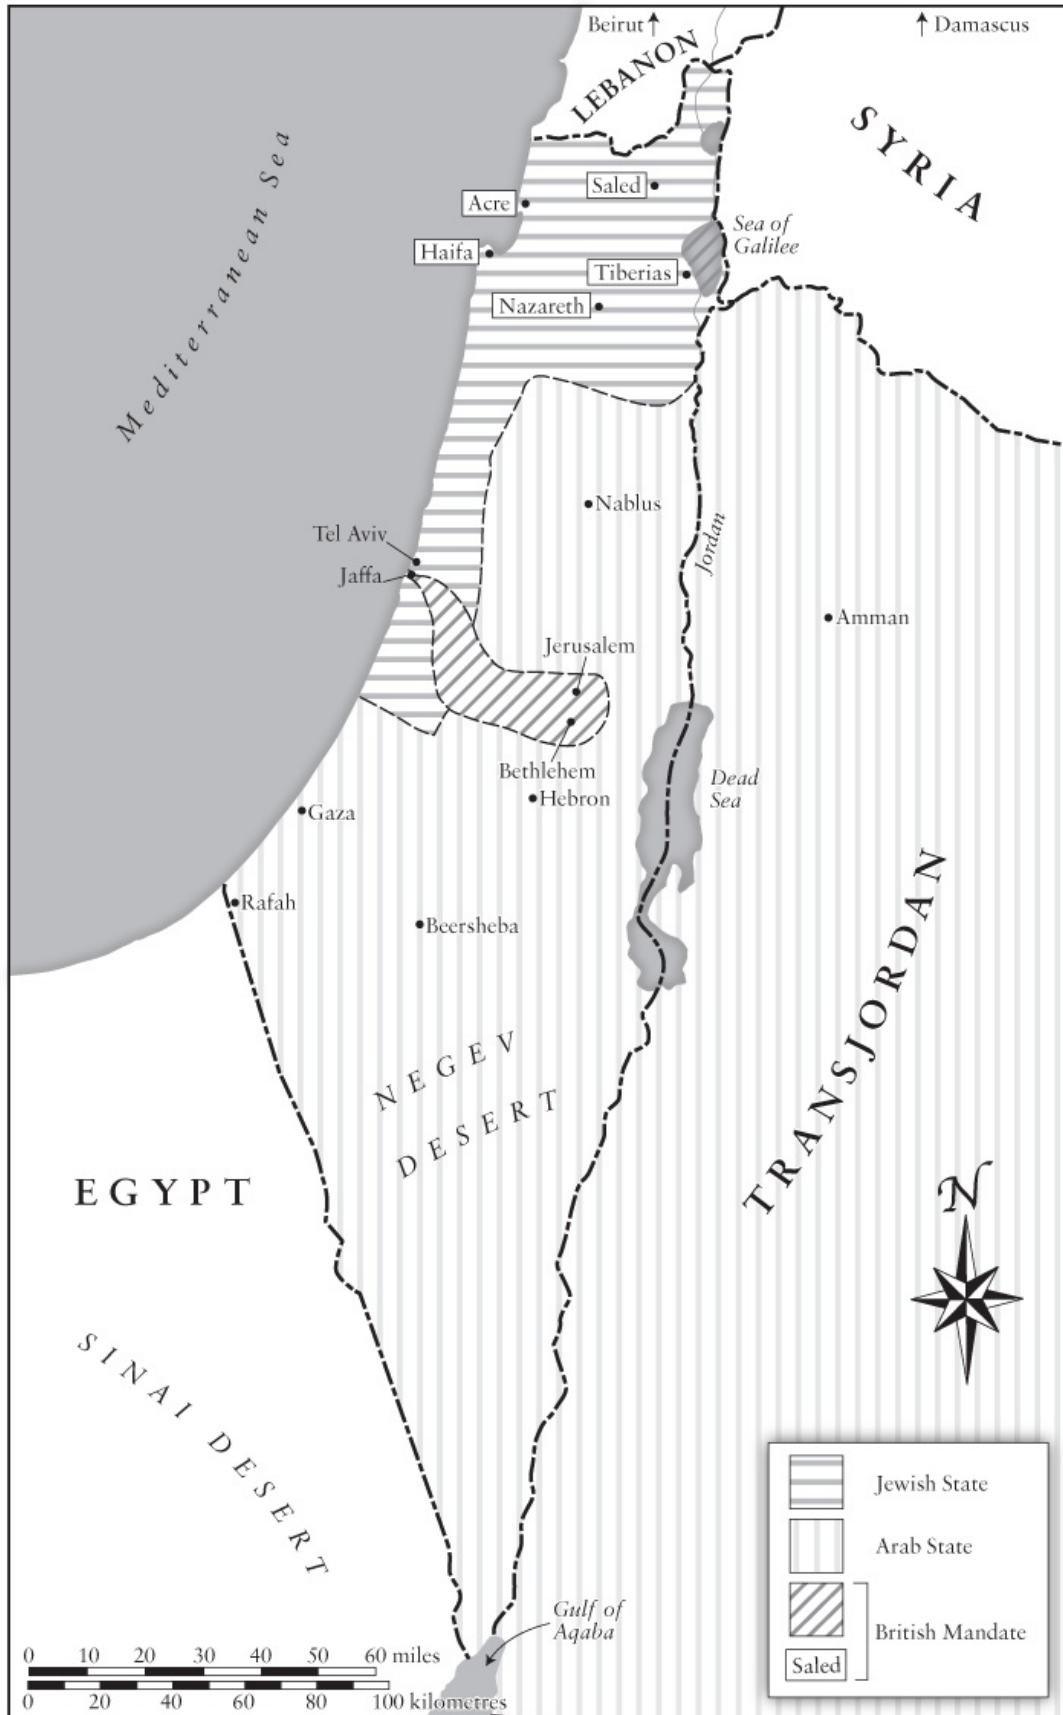 Beirut
Damascus
LEBANON
SYRIA
Mediterranean Sea
Saled
Acre
Sea of
Galilee
Haifa
Tiberias
Nazareth
Nablus
Tel Aviv
Jordan
Jaffa
Amman
Jerusalem
Bethlehem
Dead
Sea
Hebron
Gaza
Rafah
Beersheba
NEGEV
DESERT
TRANSJORDAN
EGYPT
N
SINAI DESERT
Jewish State
Arab State
British Mandate
Saled
Gulf of
Aqaba
0 10 20 30 40 50 60 miles
0 20 40 60 80 100 kilometres